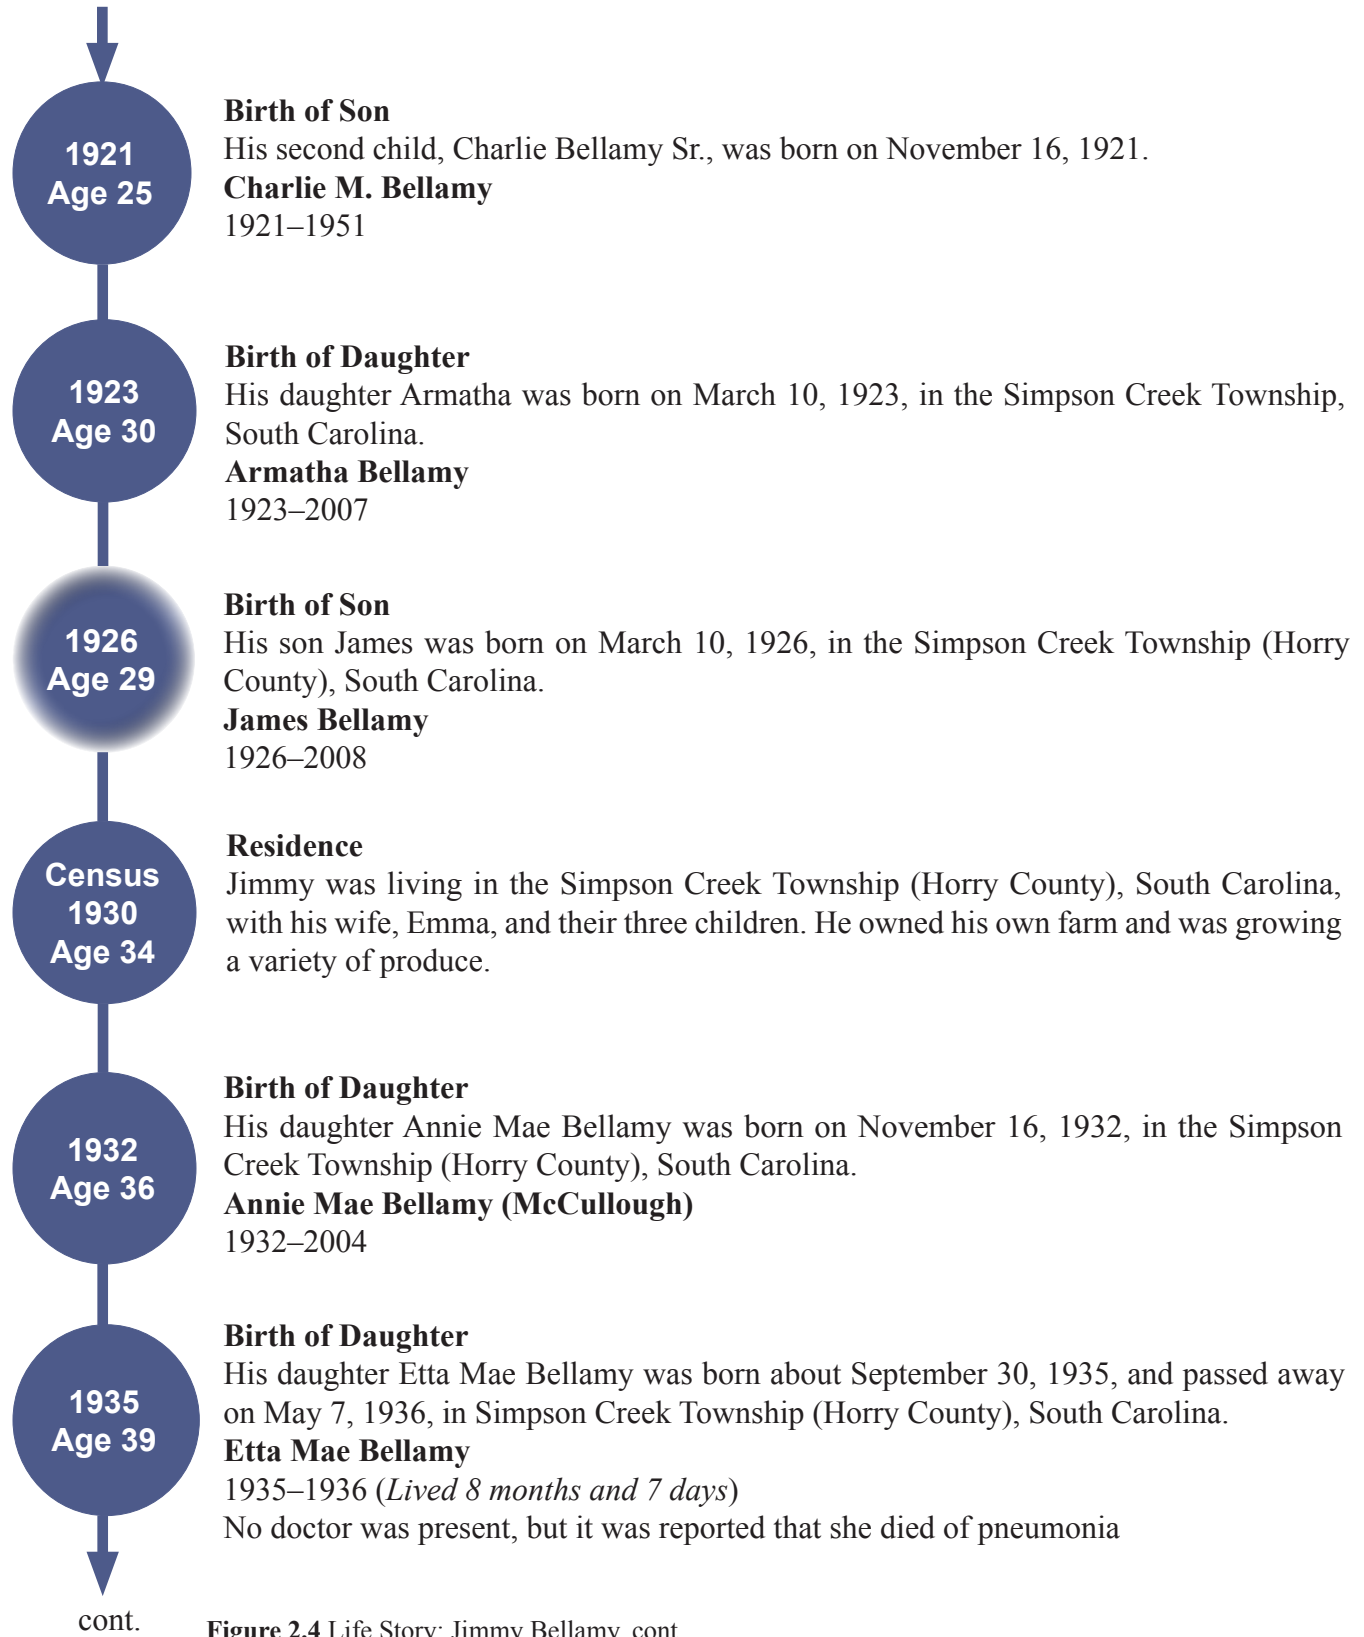 1921
Age 25
Birth of Son
His second child, Charlie Bellamy Sr., was born on November 16, 1921.
Charlie M. Bellamy
1921–1951
1923
Age 30
Birth of Daughter
His daughter Armatha was born on March 10, 1923, in the Simpson Creek Township,
South Carolina.
Armatha Bellamy
1923–2007
1926
Age 29
Birth of Son
His son James was born on March 10, 1926, in the Simpson Creek Township (Horry
County), South Carolina.
James Bellamy
1926–2008
Census
1930
Age 34
Residence
Jimmy was living in the Simpson Creek Township (Horry County), South Carolina,
with his wife, Emma, and their three children. He owned his own farm and was growing
a variety of produce.
1932
Age 36
Birth of Daughter
His daughter Annie Mae Bellamy was born on November 16, 1932, in the Simpson
Creek Township (Horry County), South Carolina.
Annie Mae Bellamy (McCullough)
1932–2004
1935
Age 39
Birth of Daughter
His daughter Etta Mae Bellamy was born about September 30, 1935, and passed away
on May 7, 1936, in Simpson Creek Township (Horry County), South Carolina.
Etta Mae Bellamy
1935–1936 (Lived 8 months and 7 days)
No doctor was present, but it was reported that she died of pneumonia
cont.
Figure 2.4 Life Story: Jimmy Bellamy, cont